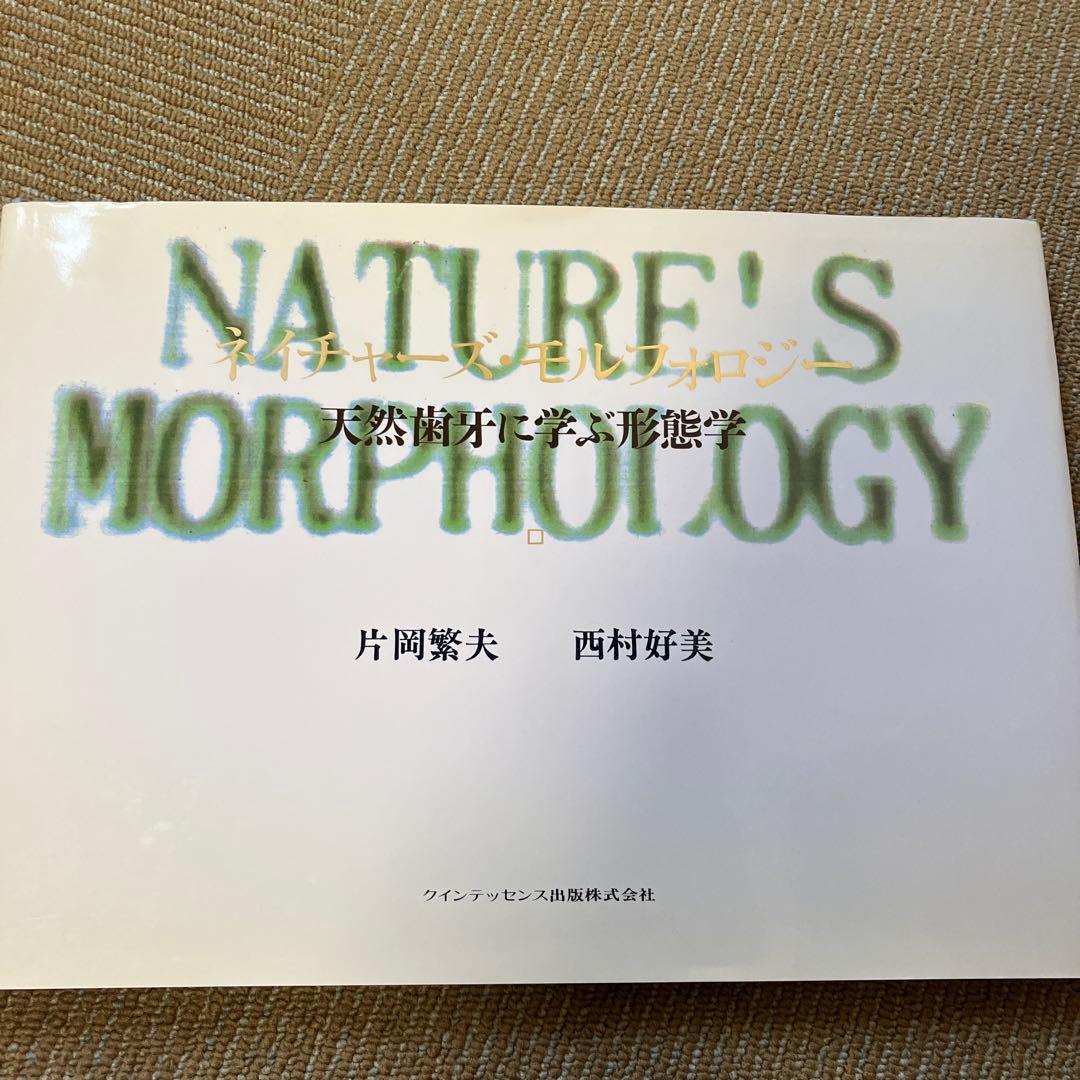 NATURE'S
ネイチャーズ・モルフォロジー
天然歯牙に学ぶ形態学
MORPHOLOGY
片岡繁夫 西村好美
クインテッセンス出版株式会社